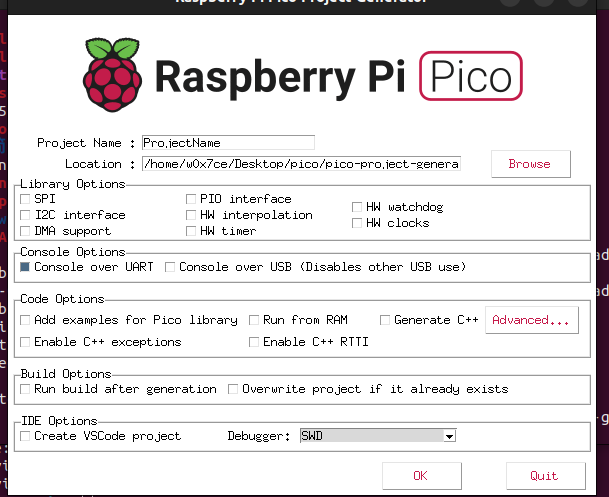 Raspberry Pi Pico Project Generator
Raspberry Pi Pico
Project Name : ProjectName
Location : /home/w0x7ce/Desktop/pico/pico-project-genera Browse
Library Options
SPI PIO interface HW watchdog
I2C interface HW interpolation HW clocks
DMA support HW timer
Console Options
Console over UART Console over USB (Disables other USB use)
Code Options
Add examples for Pico library Run from RAM Generate C++ Advanced...
Enable C++ exceptions Enable C++ RTTI
Build Options
Run build after generation Overwrite project if it already exists
IDE Options
Create VSCode project Debugger: SWD
OK Quit